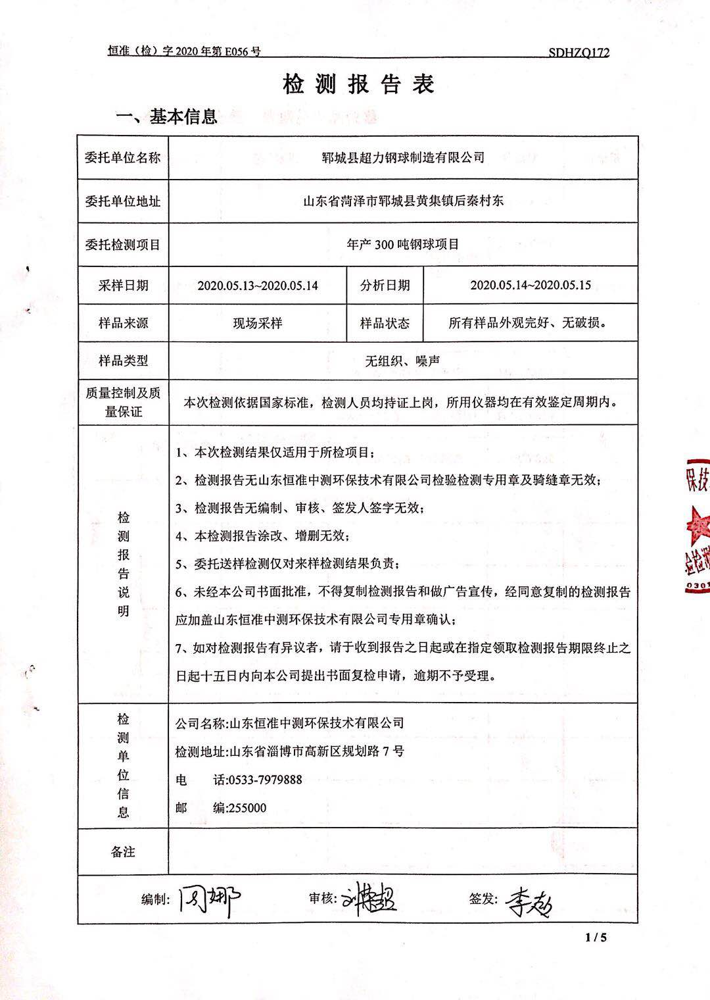 恒准（检）字2020年第E056号 SDHZQ172
检测报告表
一、基本信息
委托单位名称 郓城县超力钢球制造有限公司
委托单位地址 山东省菏泽市郓城县黄集镇后秦村东
委托检测项目 年产300吨钢球项目
采样日期 2020.05.13~2020.05.14 分析日期 2020.05.14~2020.05.15
样品来源 现场采样 样品状态 所有样品外观完好、无破损。
样品类型 无组织、噪声
质量控制及质
量保证
本次检测依据国家标准，检测人员均持证上岗，所用仪器均在有效鉴定周期内。
检测报告说明
1、本次检测结果仅适用于所检项目；
2、检测报告无山东恒准中测环保技术有限公司检验检测专用章及骑缝章无效；
3、检测报告无编制、审核、签发人签字无效；
4、本检测报告涂改、增删无效；
5、委托送样检测仅对来样检测结果负责；
6、未经本公司书面批准，不得复制检测报告和做广告宣传，经同意复制的检测报告
应加盖山东恒准中测环保技术有限公司专用章确认；
7、如对检测报告有异议者，请于收到报告之日起或在指定领取检测报告期限终止之
日起十五日内向本公司提出书面复检申请，逾期不予受理。
检测单位信息
公司名称:山东恒准中测环保技术有限公司
检测地址:山东省淄博市高新区规划路7号
电 话:0533-7979888
邮 编:255000
备注
编制: 周娜 审核: 刘荣超 签发: 李彪
1/5
保技
验检测
0301